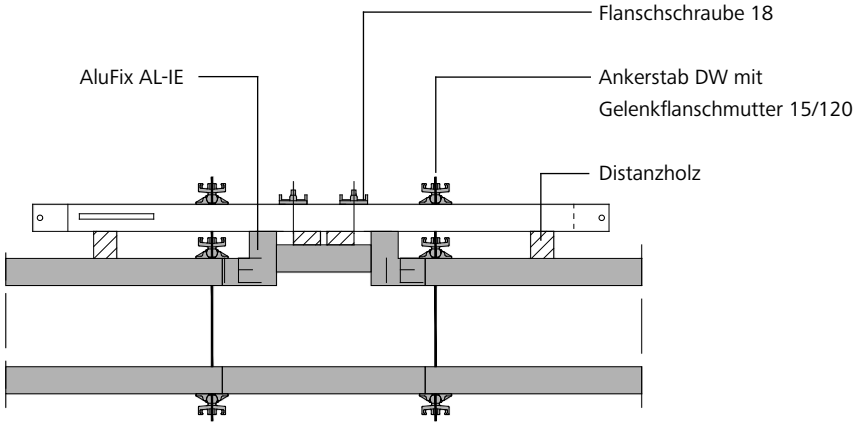 Flanschschraube 18
AluFix AL-IE
Ankerstab DW mit
Gelenkflanschmutter 15/120
Distanzholz